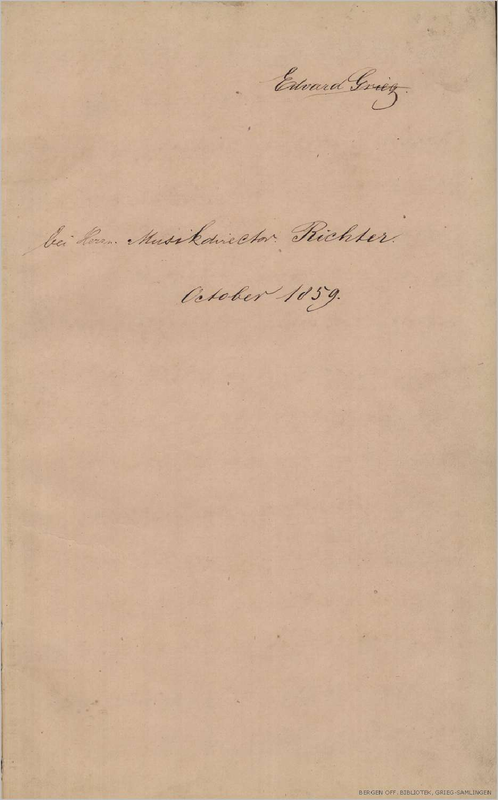 Edvard Grieg.
bei Herrn Musikdirector Richter.
October 1859.
BERGEN OFF. BIBLIOTEK, GRIEG-SAMLINGEN